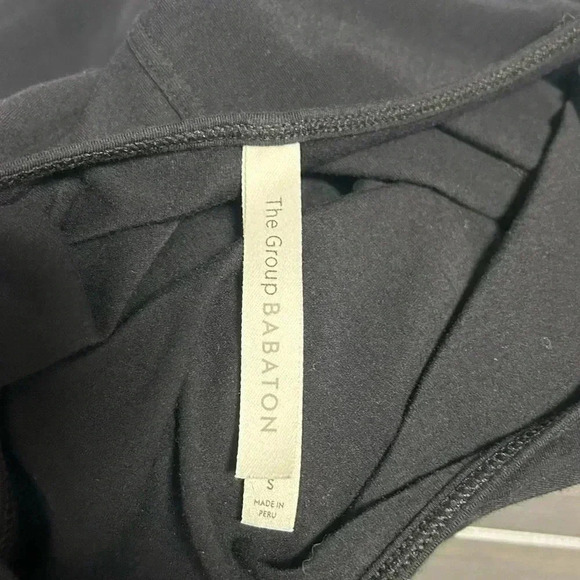 The Group BABATON
S
MADE IN
PERU